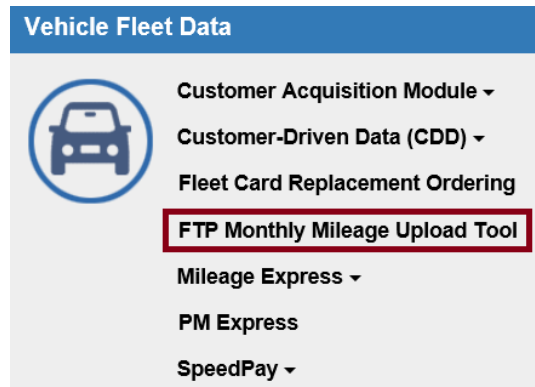 Vehicle Fleet Data
Customer Acquisition Module
Customer-Driven Data (CDD)
Fleet Card Replacement Ordering
FTP Monthly Mileage Upload Tool
Mileage Express
PM Express
SpeedPay